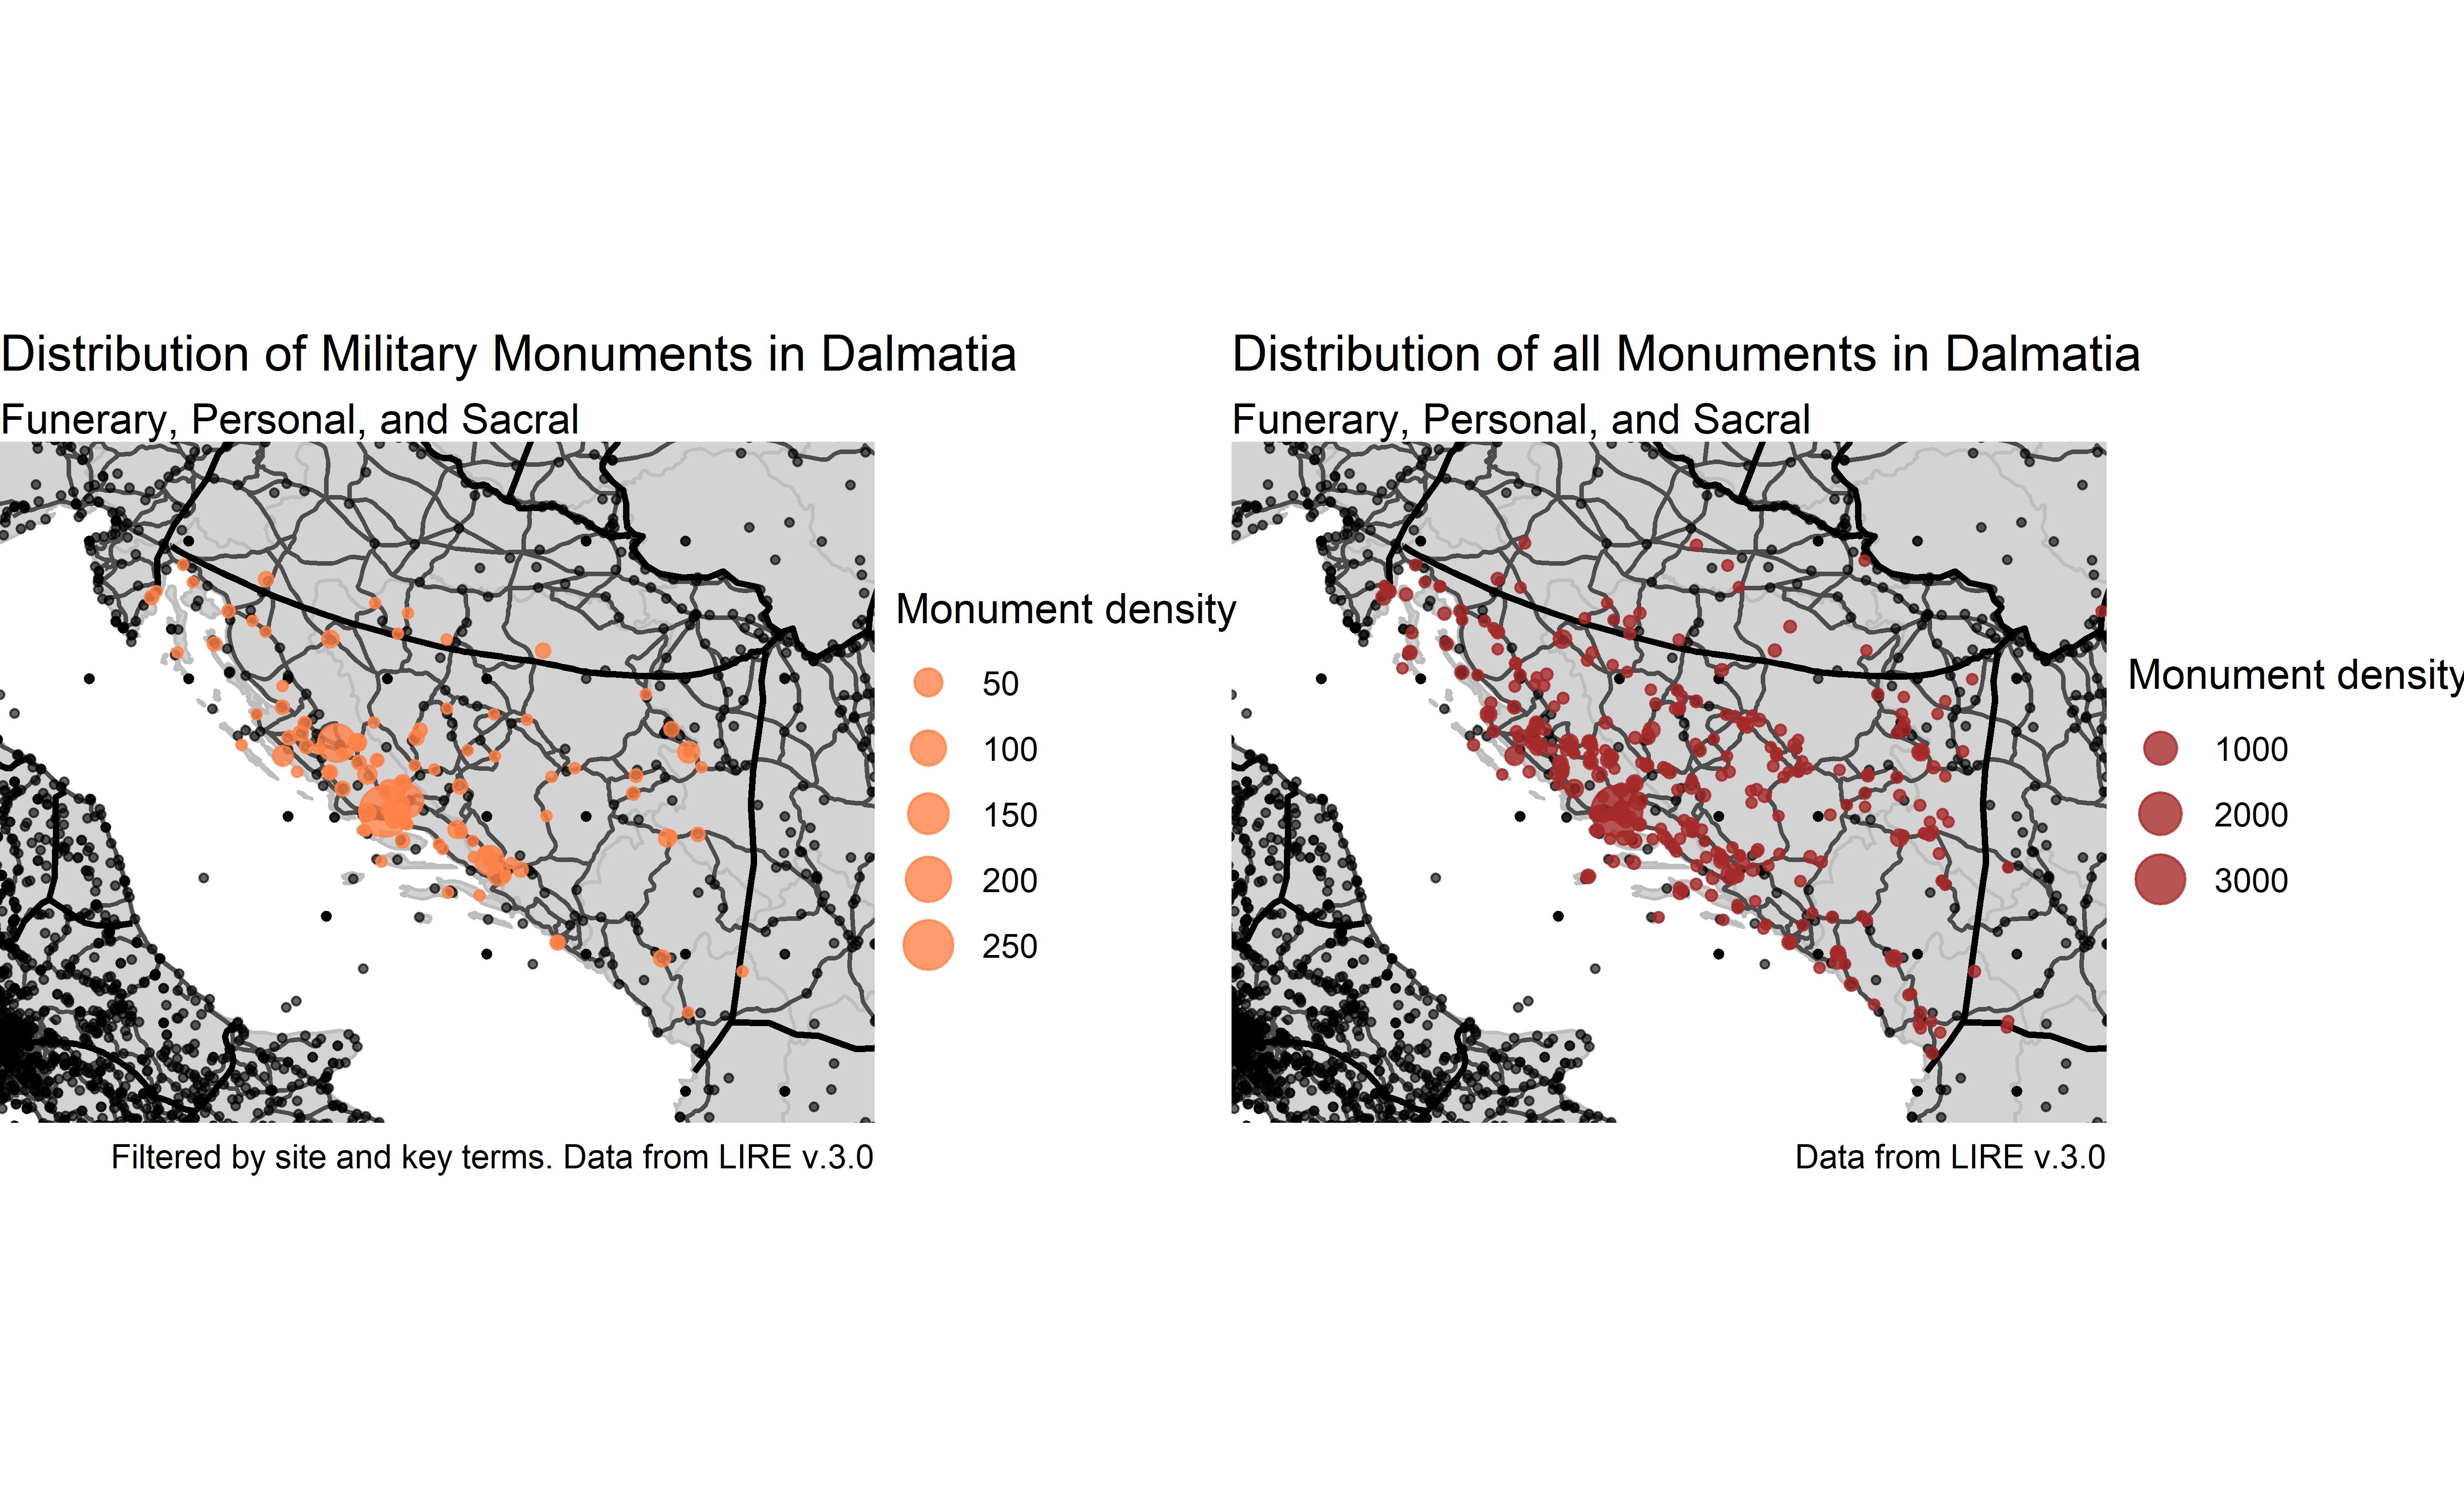 Distribution of Military Monuments in Dalmatia
Funerary, Personal, and Sacral
Monument density
50
100
150
200
250
Filtered by site and key terms. Data from LIRE v.3.0
Distribution of all Monuments in Dalmatia
Funerary, Personal, and Sacral
Monument density
1000
2000
3000
Data from LIRE v.3.0